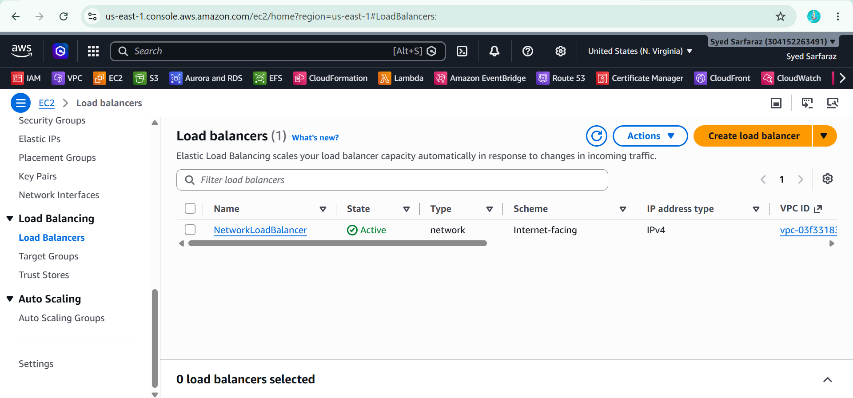 us-east-1.console.aws.amazon.com/ec2/home?region=us-east-1#LoadBalancers:
aws
Search [Alt+S]
United States (N. Virginia)
Syed Sarfaraz (304152263491)
Syed Sarfaraz
IAM VPC EC2 S3 Aurora and RDS EFS CloudFormation Lambda Amazon EventBridge Route 53 Certificate Manager CloudFront CloudWatch
EC2 Load balancers
Security Groups
Elastic IPs
Placement Groups
Key Pairs
Network Interfaces
Load Balancing
Load Balancers
Target Groups
Trust Stores
Auto Scaling
Auto Scaling Groups
Settings
Load balancers (1) What's new?
Actions
Create load balancer
Elastic Load Balancing scales your load balancer capacity automatically in response to changes in incoming traffic.
Filter load balancers
1
Name State Type Scheme IP address type VPC ID
NetworkLoadBalancer Active network Internet-facing IPv4 vpc-03f3318
0 load balancers selected